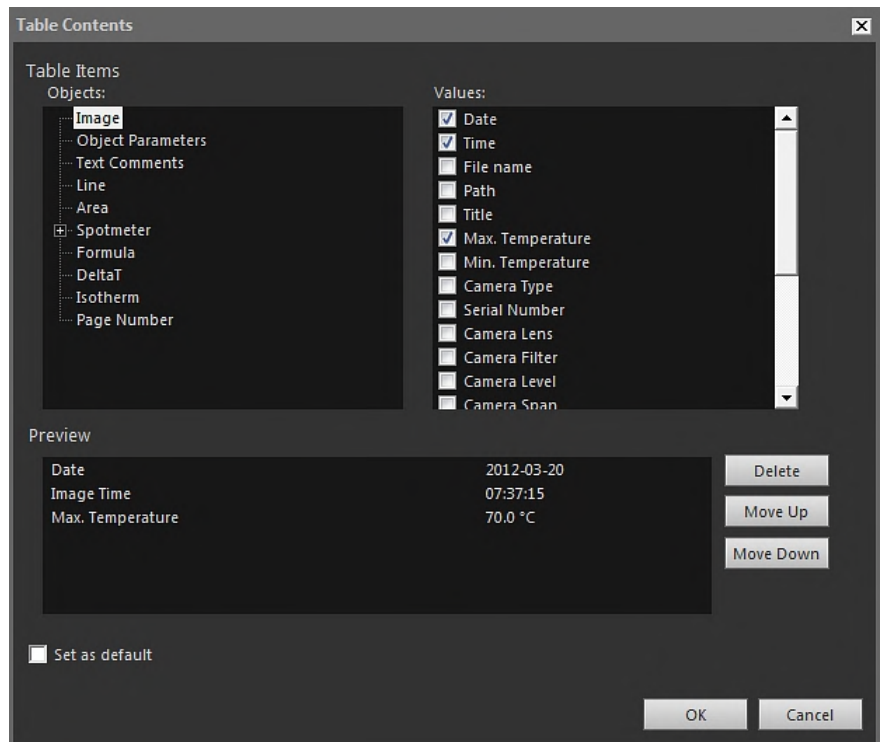 Table Contents
Table Items
Objects:
Image
Object Parameters
Text Comments
Line
Area
Spotmeter
Formula
DeltaT
Isotherm
Page Number
Values:
Date
Time
File name
Path
Title
Max. Temperature
Min. Temperature
Camera Type
Serial Number
Camera Lens
Camera Filter
Camera Level
Camera Span
Preview
Date 2012-03-20
Image Time 07:37:15
Max. Temperature 70.0 °C
Delete
Move Up
Move Down
Set as default
OK
Cancel